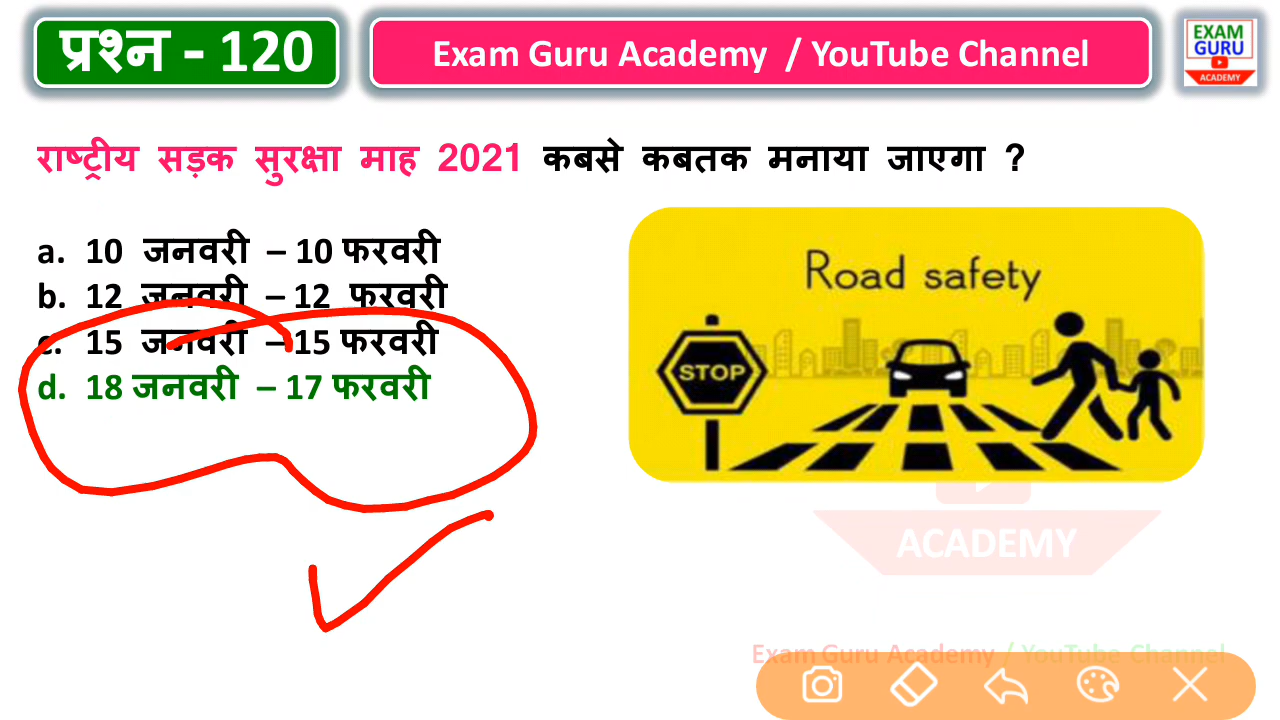 प्रश्न - 120
Exam Guru Academy / YouTube Channel
EXAM
GURU
ACADEMY
राष्ट्रीय सड़क सुरक्षा माह 2021 कबसे कबतक मनाया जाएगा ?
a. 10 जनवरी – 10 फरवरी
b. 12 जनवरी – 12 फरवरी
c. 15 जनवरी – 15 फरवरी
d. 18 जनवरी – 17 फरवरी
Road safety
STOP
ACADEMY
Exam Guru Academy / YouTube Channel